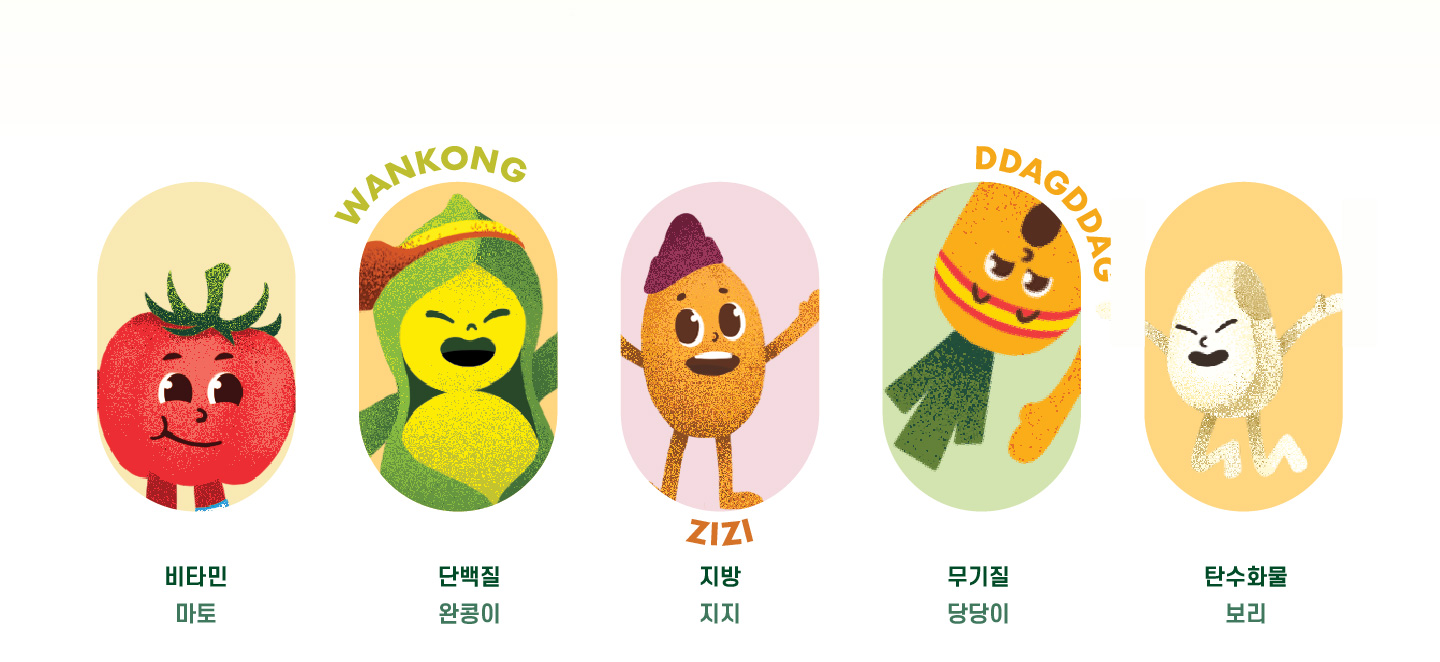 WANKONG
DDAGDDAG
ZIZI
비타민
마토
단백질
완콩이
지방
지지
무기질
당당이
탄수화물
보리